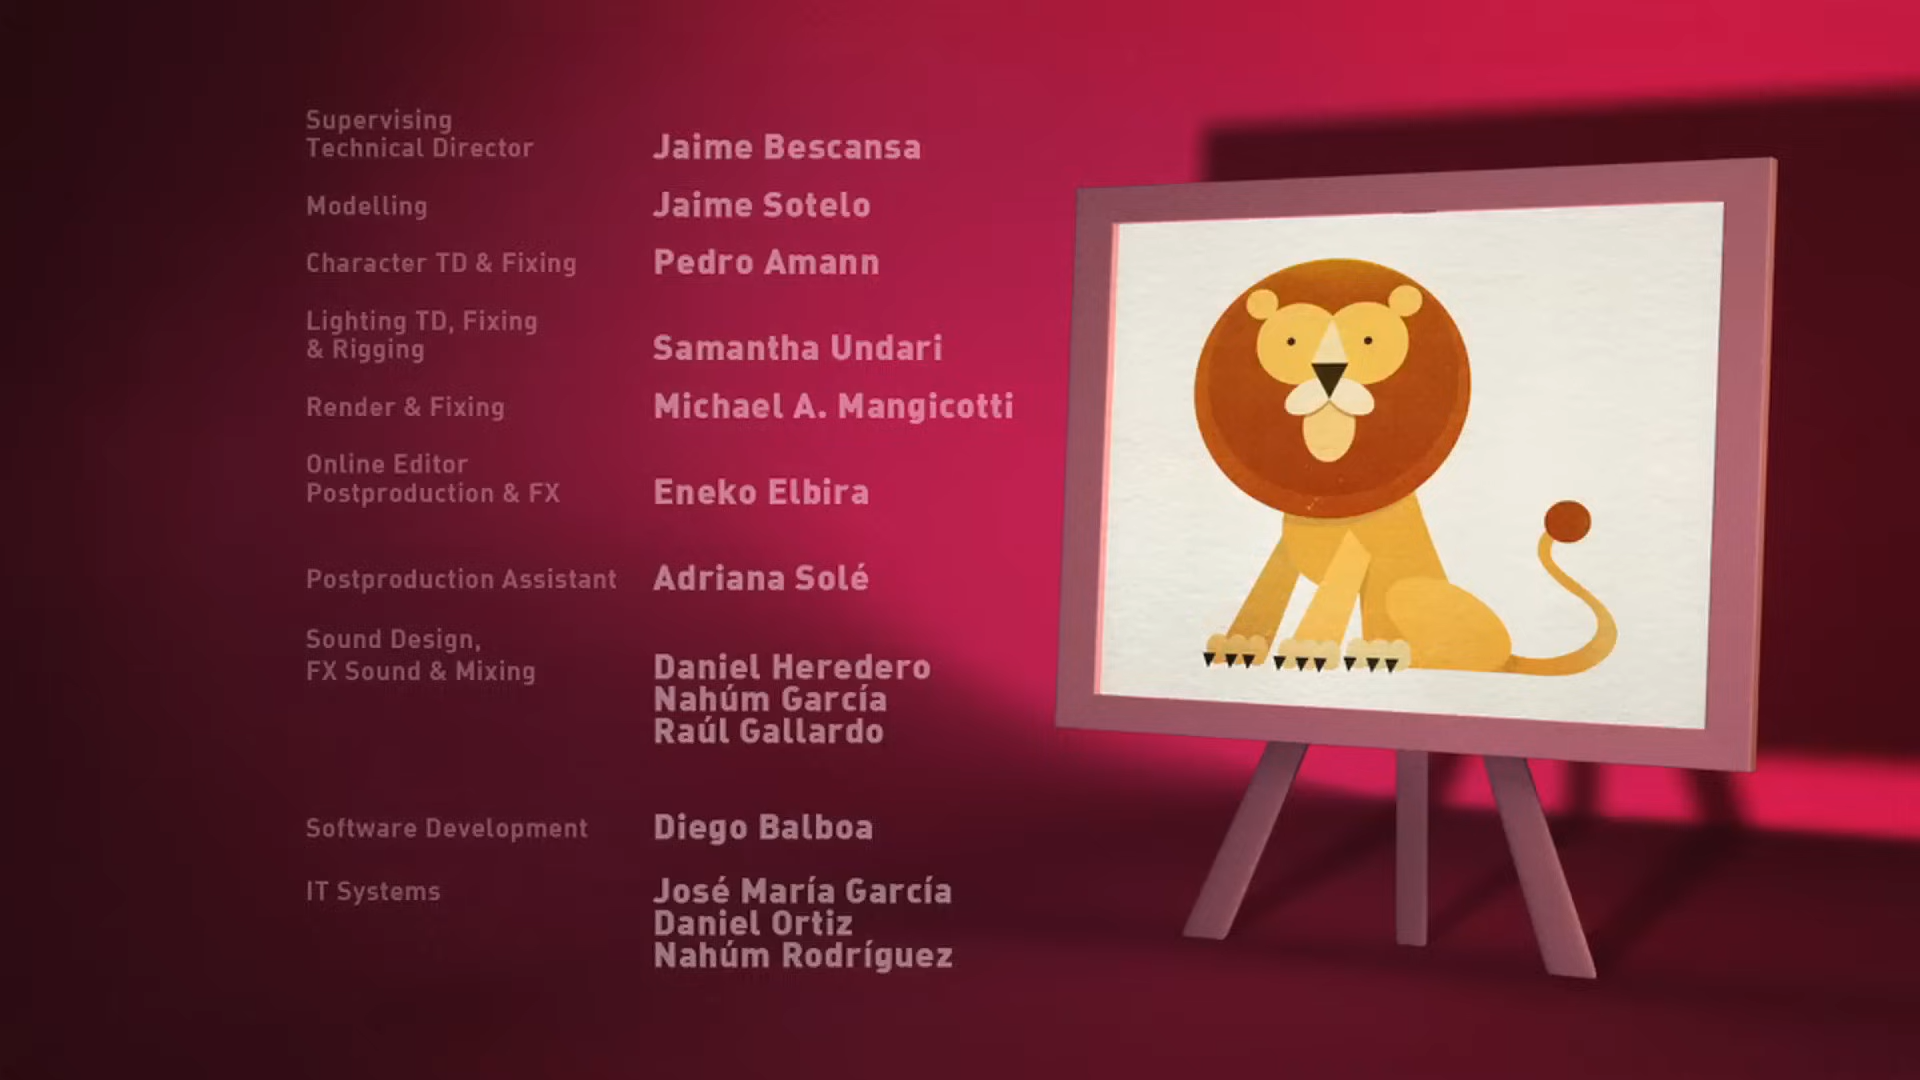 Supervising
Technical Director Jaime Bescansa
Modelling Jaime Sotelo
Character TD & Fixing Pedro Amann
Lighting TD, Fixing
& Rigging Samantha Undari
Render & Fixing Michael A. Mangicotti
Online Editor
Postproduction & FX Eneko Elbira
Postproduction Assistant Adriana Solé
Sound Design,
FX Sound & Mixing Daniel Heredero
Nahúm García
Raúl Gallardo
Software Development Diego Balboa
IT Systems José María García
Daniel Ortiz
Nahúm Rodríguez